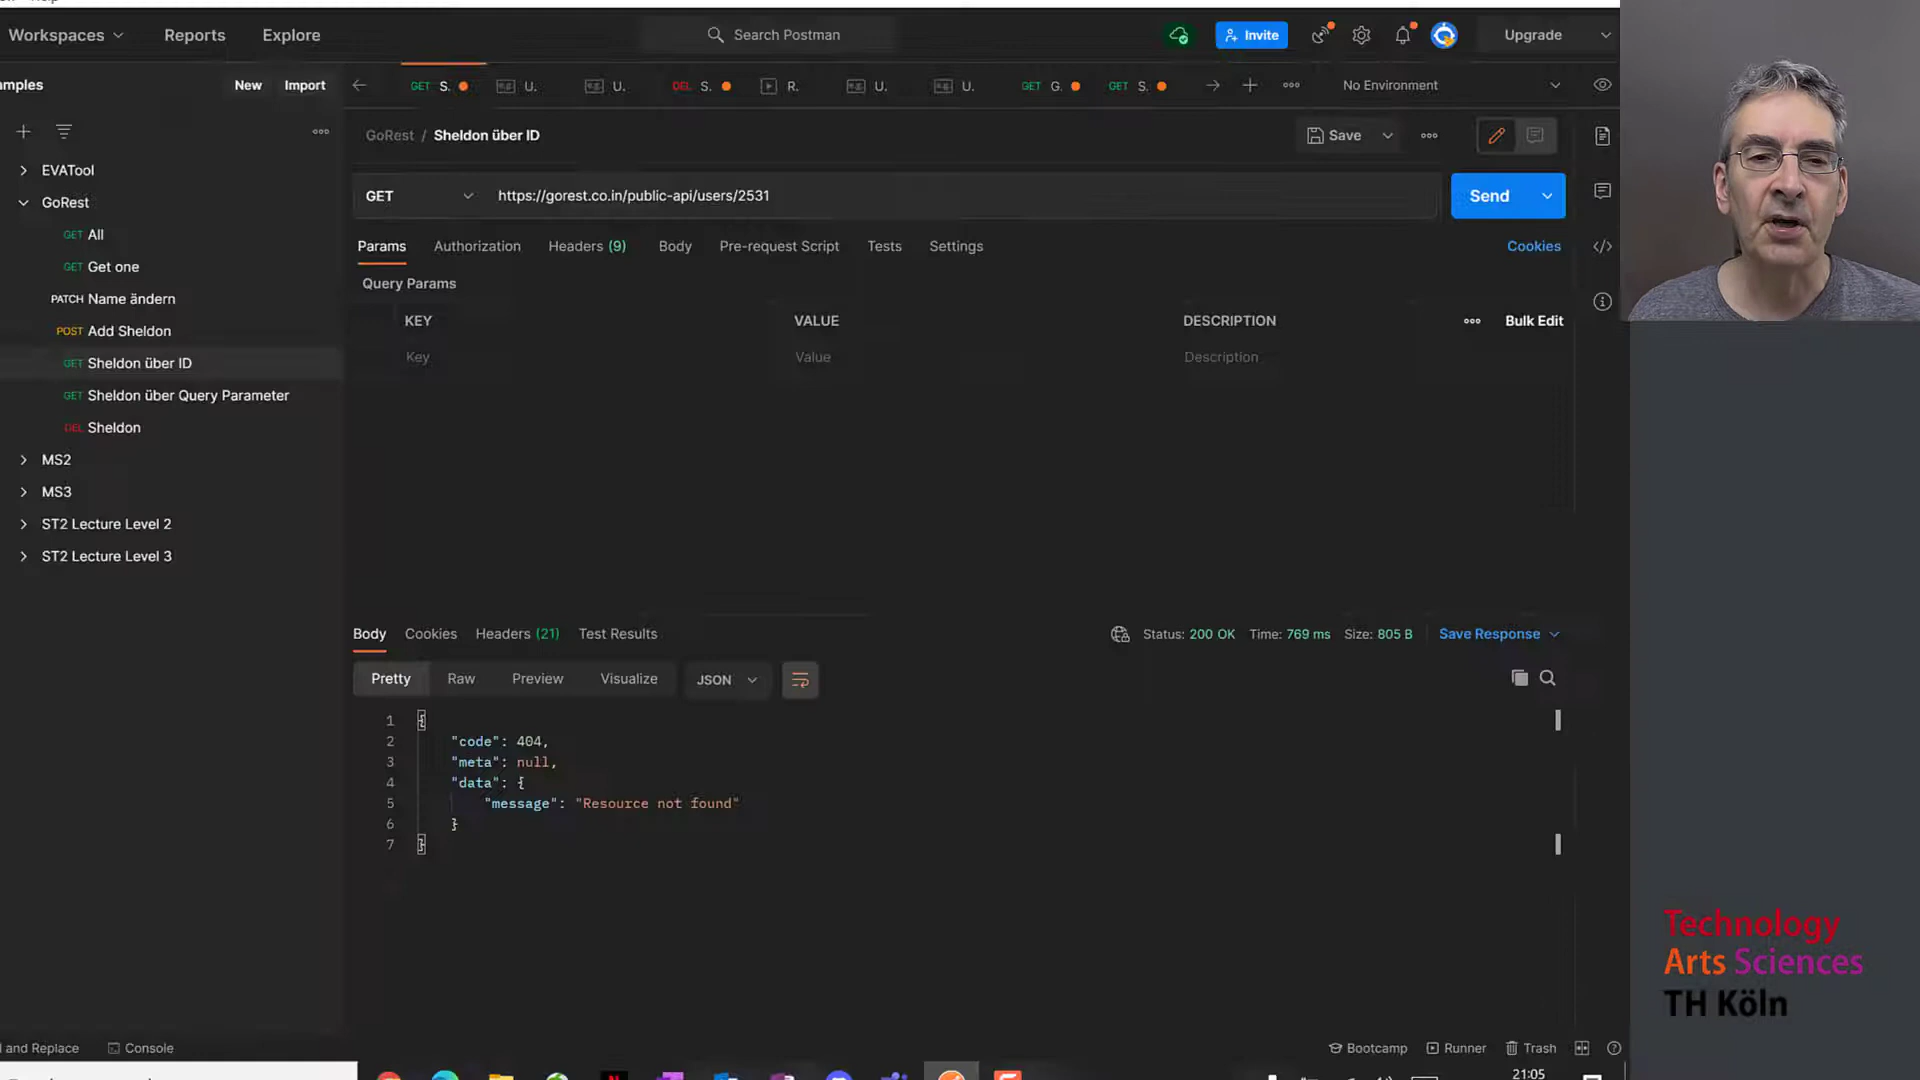 Workspaces
Reports
Explore
Search Postman
Invite
Upgrade
New
Import
GET S.
U.
U.
DEL S.
R.
U.
U.
GET G.
GET S.
No Environment
GoRest / Sheldon über ID
Save
GET
https://gorest.co.in/public-api/users/2531
Send
Params
Authorization
Headers (9)
Body
Pre-request Script
Tests
Settings
Cookies
Query Params
KEY
VALUE
DESCRIPTION
Bulk Edit
Key
Value
Description
EVATool
GoRest
GET All
GET Get one
PATCH Name ändern
POST Add Sheldon
GET Sheldon über ID
GET Sheldon über Query Parameter
DEL Sheldon
MS2
MS3
ST2 Lecture Level 2
ST2 Lecture Level 3
Body
Cookies
Headers (21)
Test Results
Status: 200 OK
Time: 769 ms
Size: 805 B
Save Response
Pretty
Raw
Preview
Visualize
JSON
1 {
2 "code": 404,
3 "meta": null,
4 "data": {
5 "message": "Resource not found"
6 }
7 }
and Replace
Console
Bootcamp
Runner
Trash
21:05
Technology
Arts Sciences
TH Köln